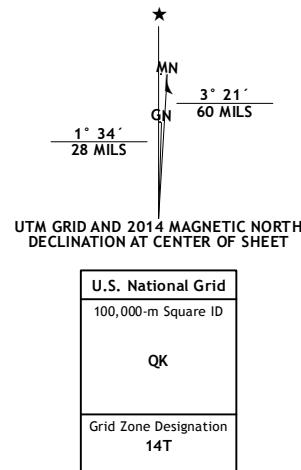 ★
MN
GN
3° 21´
60 MILS
1° 34´
28 MILS
UTM GRID AND 2014 MAGNETIC NORTH
DECLINATION AT CENTER OF SHEET
U.S. National Grid
100,000-m Square ID
QK
Grid Zone Designation
14T